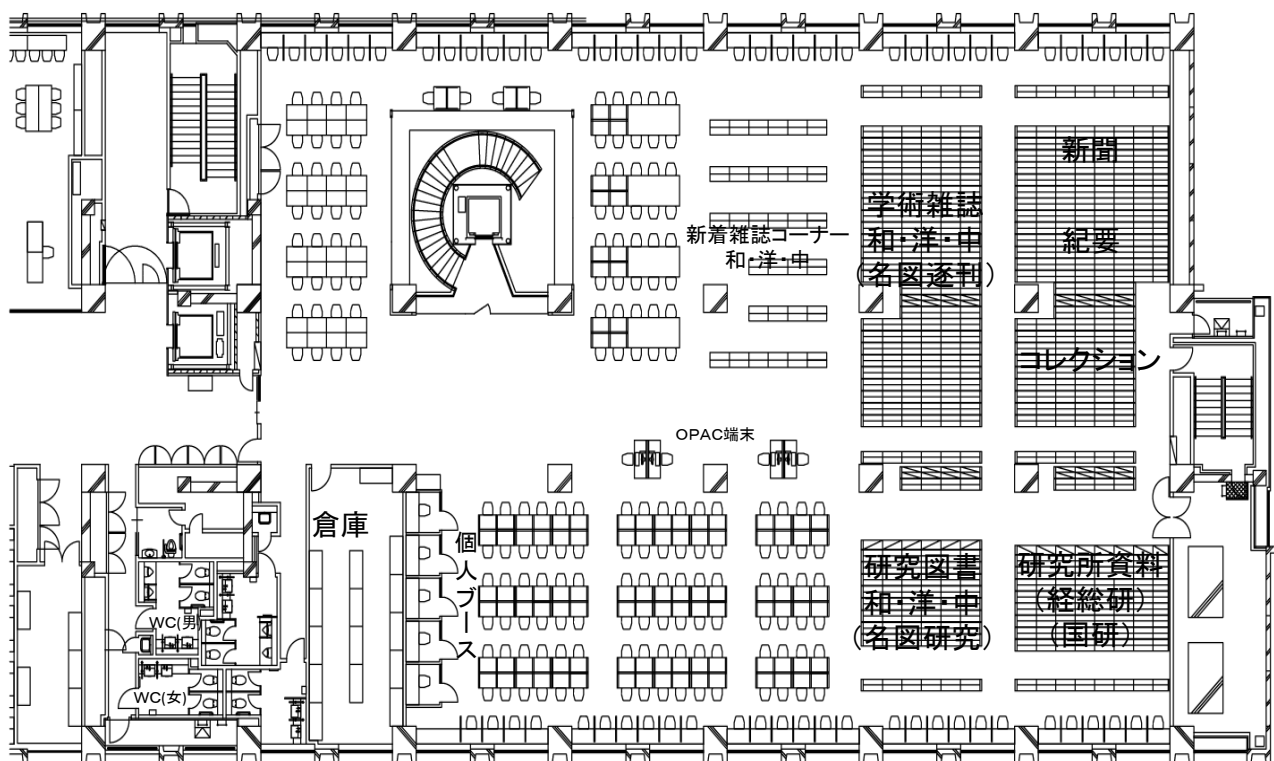 新聞
学術雑誌
和・洋・中
(名図逐刊)
紀要
新着雑誌コーナー
和・洋・中
コレクション
OPAC端末
倉庫
個人ブース
研究図書
和・洋・中
(名図研究)
研究所資料
(経総研)
(国研)
WC(男)
WC(女)